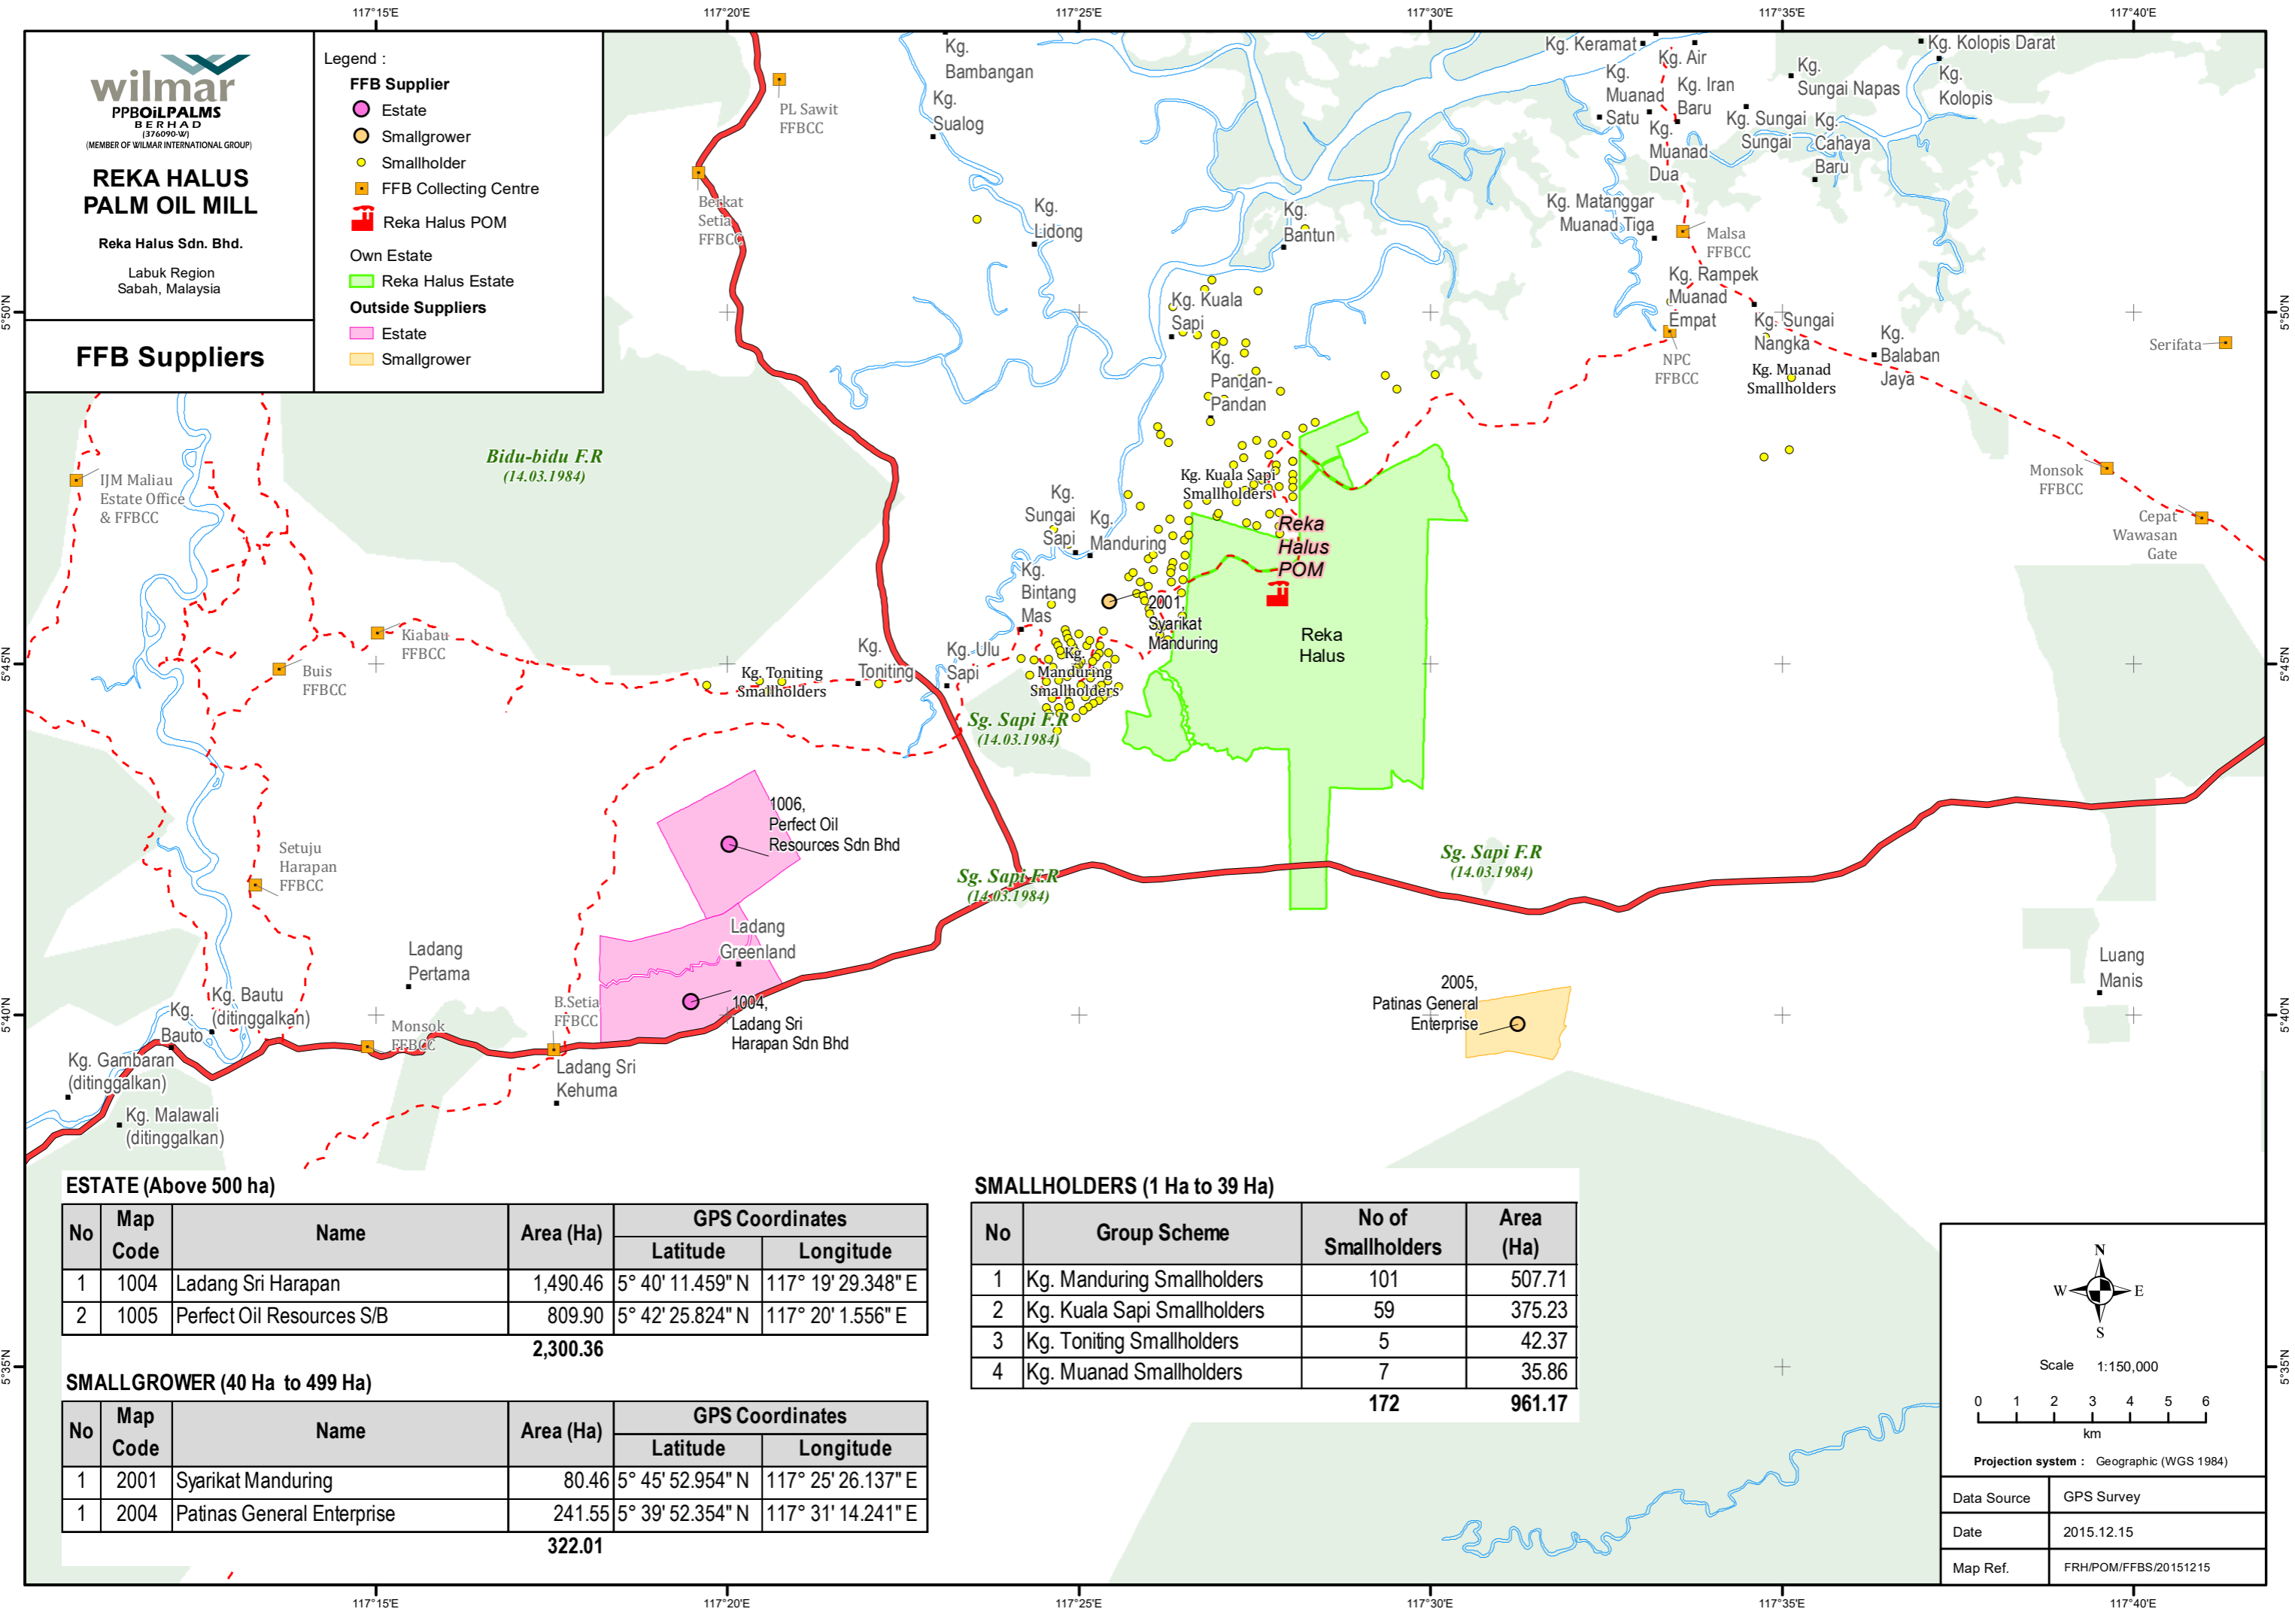 117°15'E
117°20'E
117°25'E
117°30'E
117°35'E
117°40'E
wilmar
PPBOiLPALMS
BERHAD
(376090-W)
(MEMBER OF WILMAR INTERNATIONAL GROUP)
REKA HALUS
PALM OIL MILL
Reka Halus Sdn. Bhd.
Labuk Region
Sabah, Malaysia
FFB Suppliers
Legend :
FFB Supplier
Estate
Smallgrower
Smallholder
FFB Collecting Centre
Reka Halus POM
Own Estate
Reka Halus Estate
Outside Suppliers
Estate
Smallgrower
PL Sawit
FFBCC
Berkat
Setia
FFBCC
Kg.
Bambangan
Kg.
Sualog
Kg.
Lidong
Kg.
Bantun
Kg. Keramat
Kg. Air
Kg.
Muanad
Satu
Kg. Iran
Baru
Kg.
Muanad
Dua
Kg.
Sungai Napas
Kg. Kolopis Darat
Kg.
Kolopis
Kg. Sungai
Sungai
Kg.
Cahaya
Baru
Kg. Matanggar
Muanad Tiga
Malsa
FFBCC
Kg. Rampek
Muanad
Empat
NPC
FFBCC
Kg. Sungai
Nangka
Kg. Muanad
Smallholders
Kg.
Balaban
Jaya
Serifata
Monsok
FFBCC
Cepat
Wawasan
Gate
5°50'N
5°50'N
Kg. Kuala
Sapi
Kg.
Pandan-
Pandan
Kg. Kuala Sapi
Smallholders
Bidu-bidu F.R
(14.03.1984)
IJM Maliau
Estate Office
& FFBCC
Kg.
Sungai
Sapi
Kg.
Manduring
Reka
Halus
POM
Kg.
Bintang
Mas
2001,
Syarikat
Manduring
Reka
Halus
Kiabau
FFBCC
Buis
FFBCC
Kg. Toniting
Smallholders
Kg.
Toniting
Kg. Ulu
Sapi
Kg.
Manduring
Smallholders
5°45'N
5°45'N
Sg. Sapi F.R
(14.03.1984)
1006,
Perfect Oil
Resources Sdn Bhd
Setuju
Harapan
FFBCC
Sg. Sapi F.R
(14.03.1984)
Sg. Sapi F.R
(14.03.1984)
Ladang
Greenland
Ladang
Pertama
1004,
Ladang Sri
Harapan Sdn Bhd
B.Setia
FFBCC
Kg. Bautu
(ditinggalkan)
Kg.
Bauto
Monsok
FFBCC
Kg. Gambaran
(ditinggalkan)
Kg. Malawali
(ditinggalkan)
Ladang Sri
Kehuma
2005,
Patinas General
Enterprise
Luang
Manis
5°40'N
5°40'N
ESTATE (Above 500 ha)
No Map Code Name Area (Ha) GPS Coordinates
Latitude Longitude
1 1004 Ladang Sri Harapan 1,490.46 5° 40' 11.459" N 117° 19' 29.348" E
2 1005 Perfect Oil Resources S/B 809.90 5° 42' 25.824" N 117° 20' 1.556" E
2,300.36
SMALLGROWER (40 Ha to 499 Ha)
No Map Code Name Area (Ha) GPS Coordinates
Latitude Longitude
1 2001 Syarikat Manduring 80.46 5° 45' 52.954" N 117° 25' 26.137" E
1 2004 Patinas General Enterprise 241.55 5° 39' 52.354" N 117° 31' 14.241" E
322.01
SMALLHOLDERS (1 Ha to 39 Ha)
No Group Scheme No of Smallholders Area (Ha)
1 Kg. Manduring Smallholders 101 507.71
2 Kg. Kuala Sapi Smallholders 59 375.23
3 Kg. Toniting Smallholders 5 42.37
4 Kg. Muanad Smallholders 7 35.86
172 961.17
5°35'N
5°35'N
N
W E
S
Scale 1:150,000
0 1 2 3 4 5 6
km
Projection system : Geographic (WGS 1984)
Data Source GPS Survey
Date 2015.12.15
Map Ref. FRH/POM/FFBS/20151215
117°15'E
117°20'E
117°25'E
117°30'E
117°35'E
117°40'E